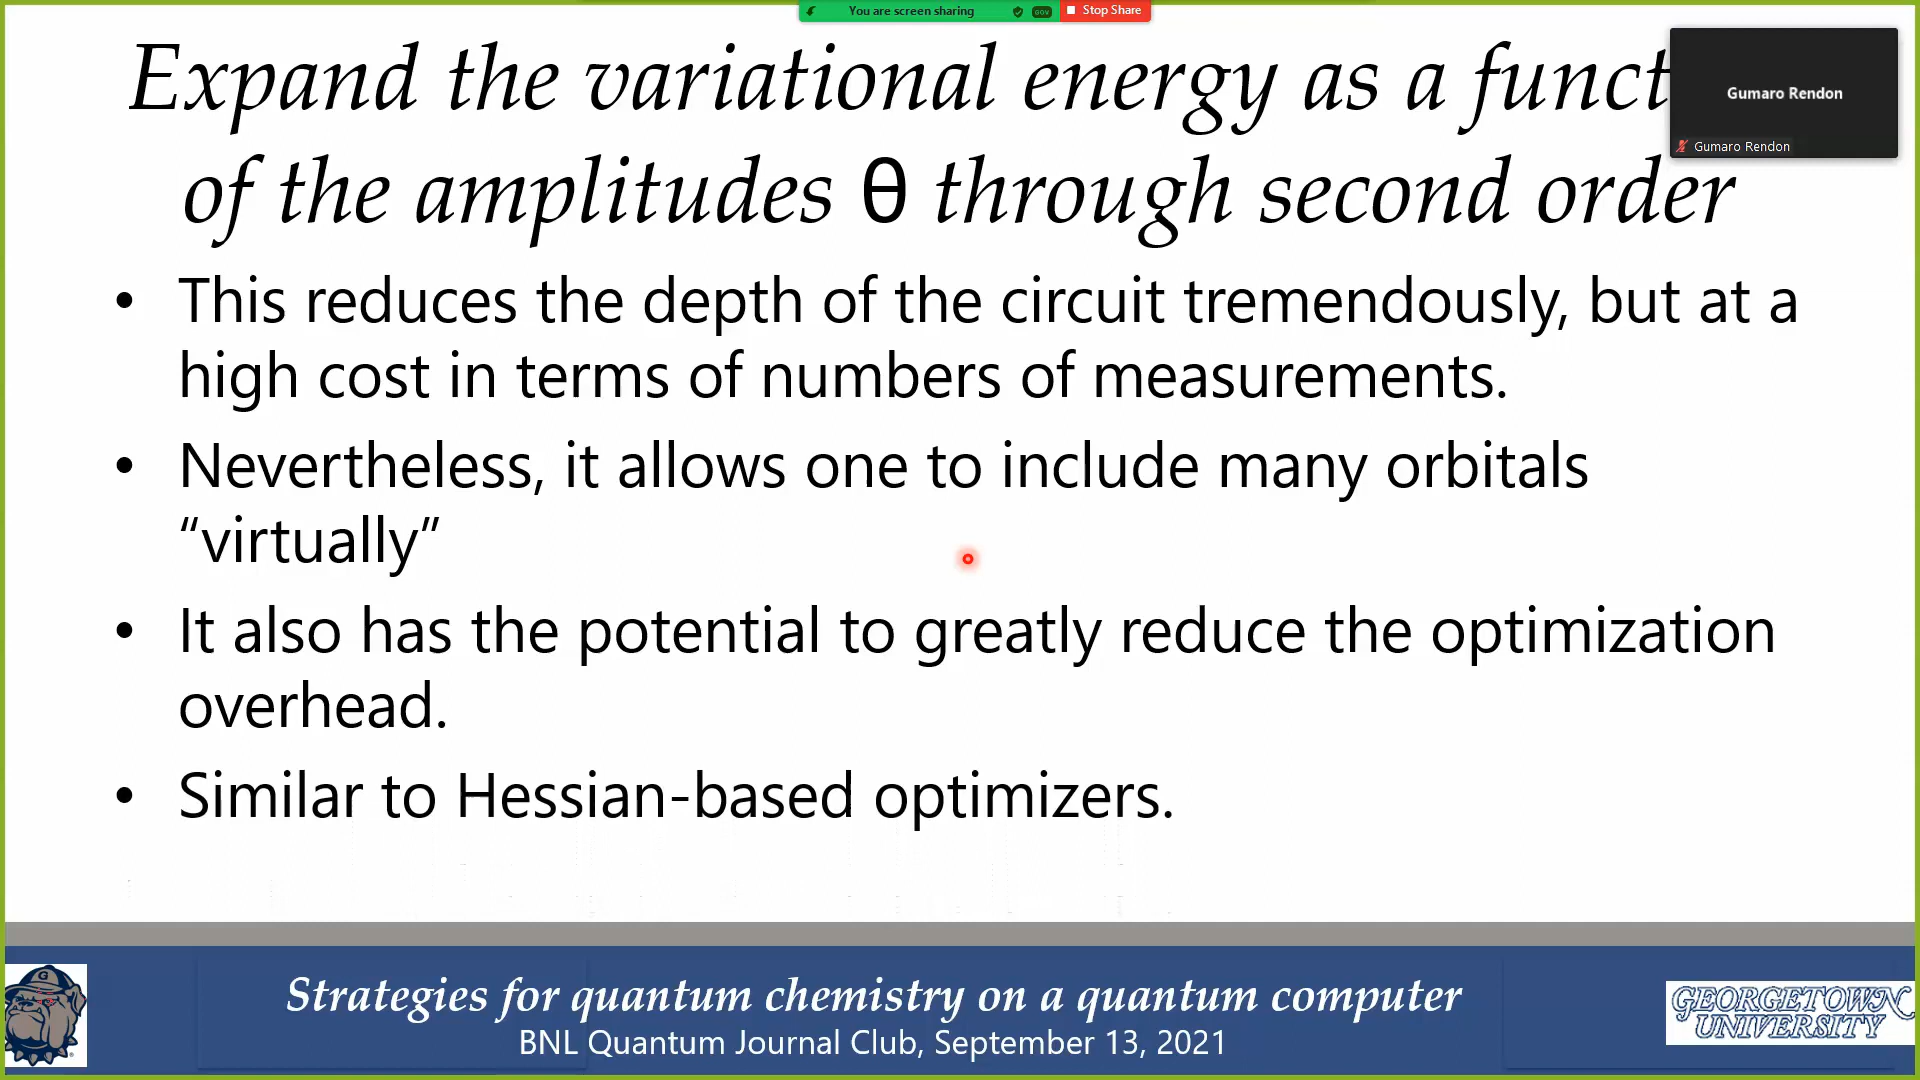 You are screen sharing
GOV
Stop Share
Expand the variational energy as a funct
of the amplitudes θ through second order
Gumaro Rendon
Gumaro Rendon
• This reduces the depth of the circuit tremendously, but at a
high cost in terms of numbers of measurements.
• Nevertheless, it allows one to include many orbitals
“virtually”
• It also has the potential to greatly reduce the optimization
overhead.
• Similar to Hessian-based optimizers.
G
Strategies for quantum chemistry on a quantum computer
BNL Quantum Journal Club, September 13, 2021
GEORGETOWN
UNIVERSITY